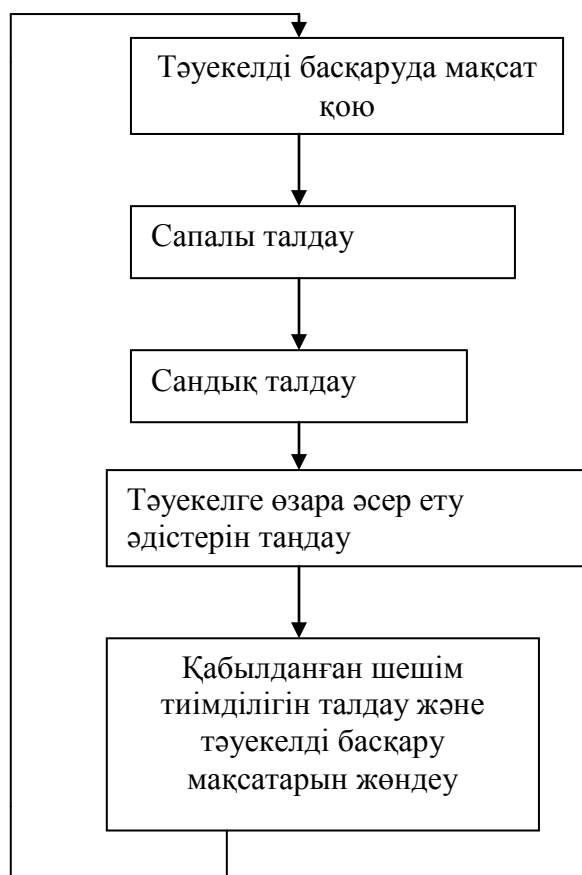 Тәуекелді басқаруда мақсат
қою
Сапалы талдау
Сандық талдау
Тәуекелге өзара әсер ету
әдістерін таңдау
Қабылданған шешім
тиімділігін талдау және
тәуекелді басқару
мақсатарын жөндеу